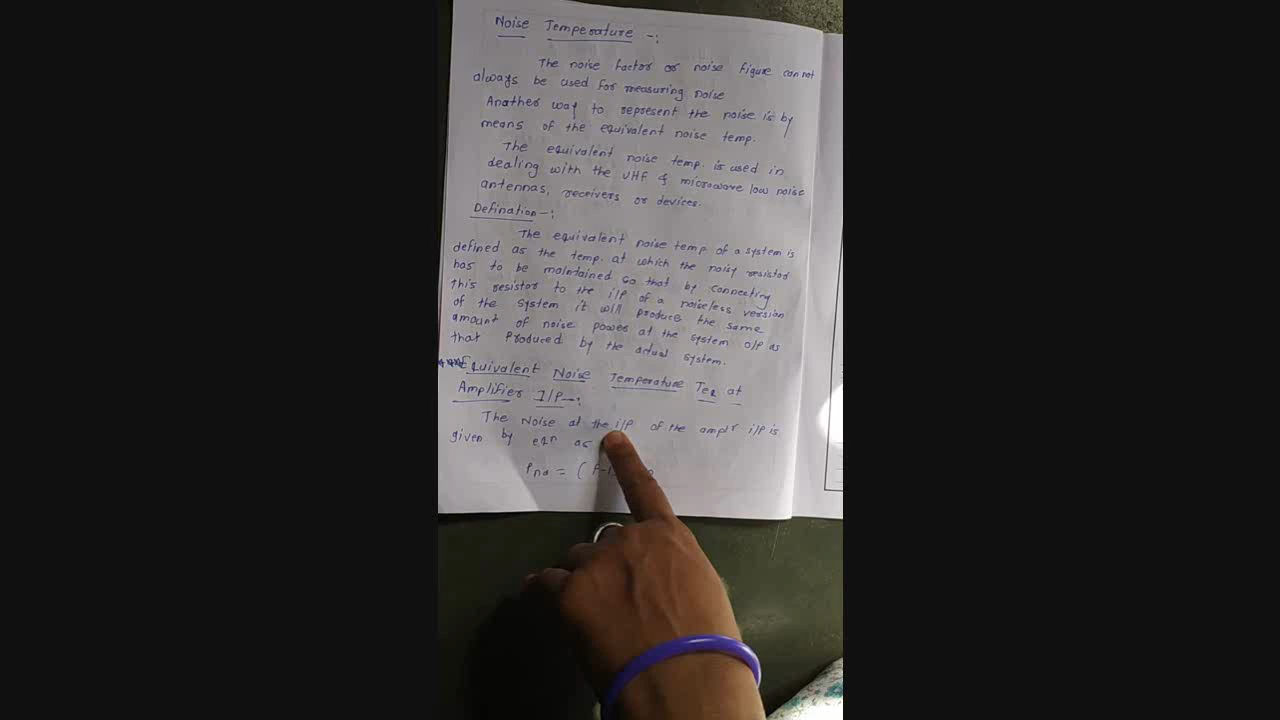 Noise Temperature -:
The noise factor or noise figure can not
always be used for measuring noise
Another way to represent the noise is by
means of the equivalent noise temp.
The equivalent noise temp. is used in
dealing with the UHF & microwave low noise
antennas, receivers or devices.
Defination -:
The equivalent noise temp of a system is
defined as the temp. at which the noisy resistor
has to be maintained so that by connecting
this resistor to the i/p of a noiseless version
of the system it will produce the same
amount of noise power at the system o/p as
that produced by the actual system.
Equivalent Noise Temperature Teq at
Amplifier I/P -:
The Noise at the i/p of the amplr i/p is
given by eqn as
Pna = (F-1